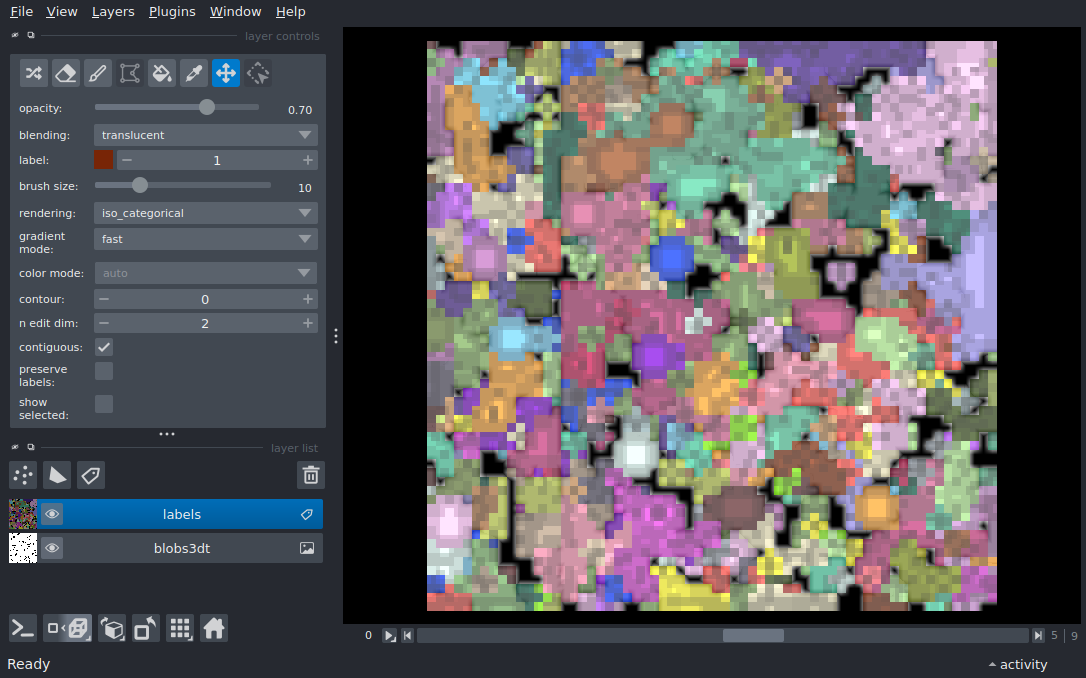 File View Layers Plugins Window Help
layer controls
opacity: 0.70
blending: translucent
label: 1
brush size: 10
rendering: iso_categorical
gradient
mode: fast
color mode: auto
contour: 0
n edit dim: 2
contiguous:
preserve
labels:
show
selected:
layer list
labels
blobs3dt
0 5 9
Ready activity